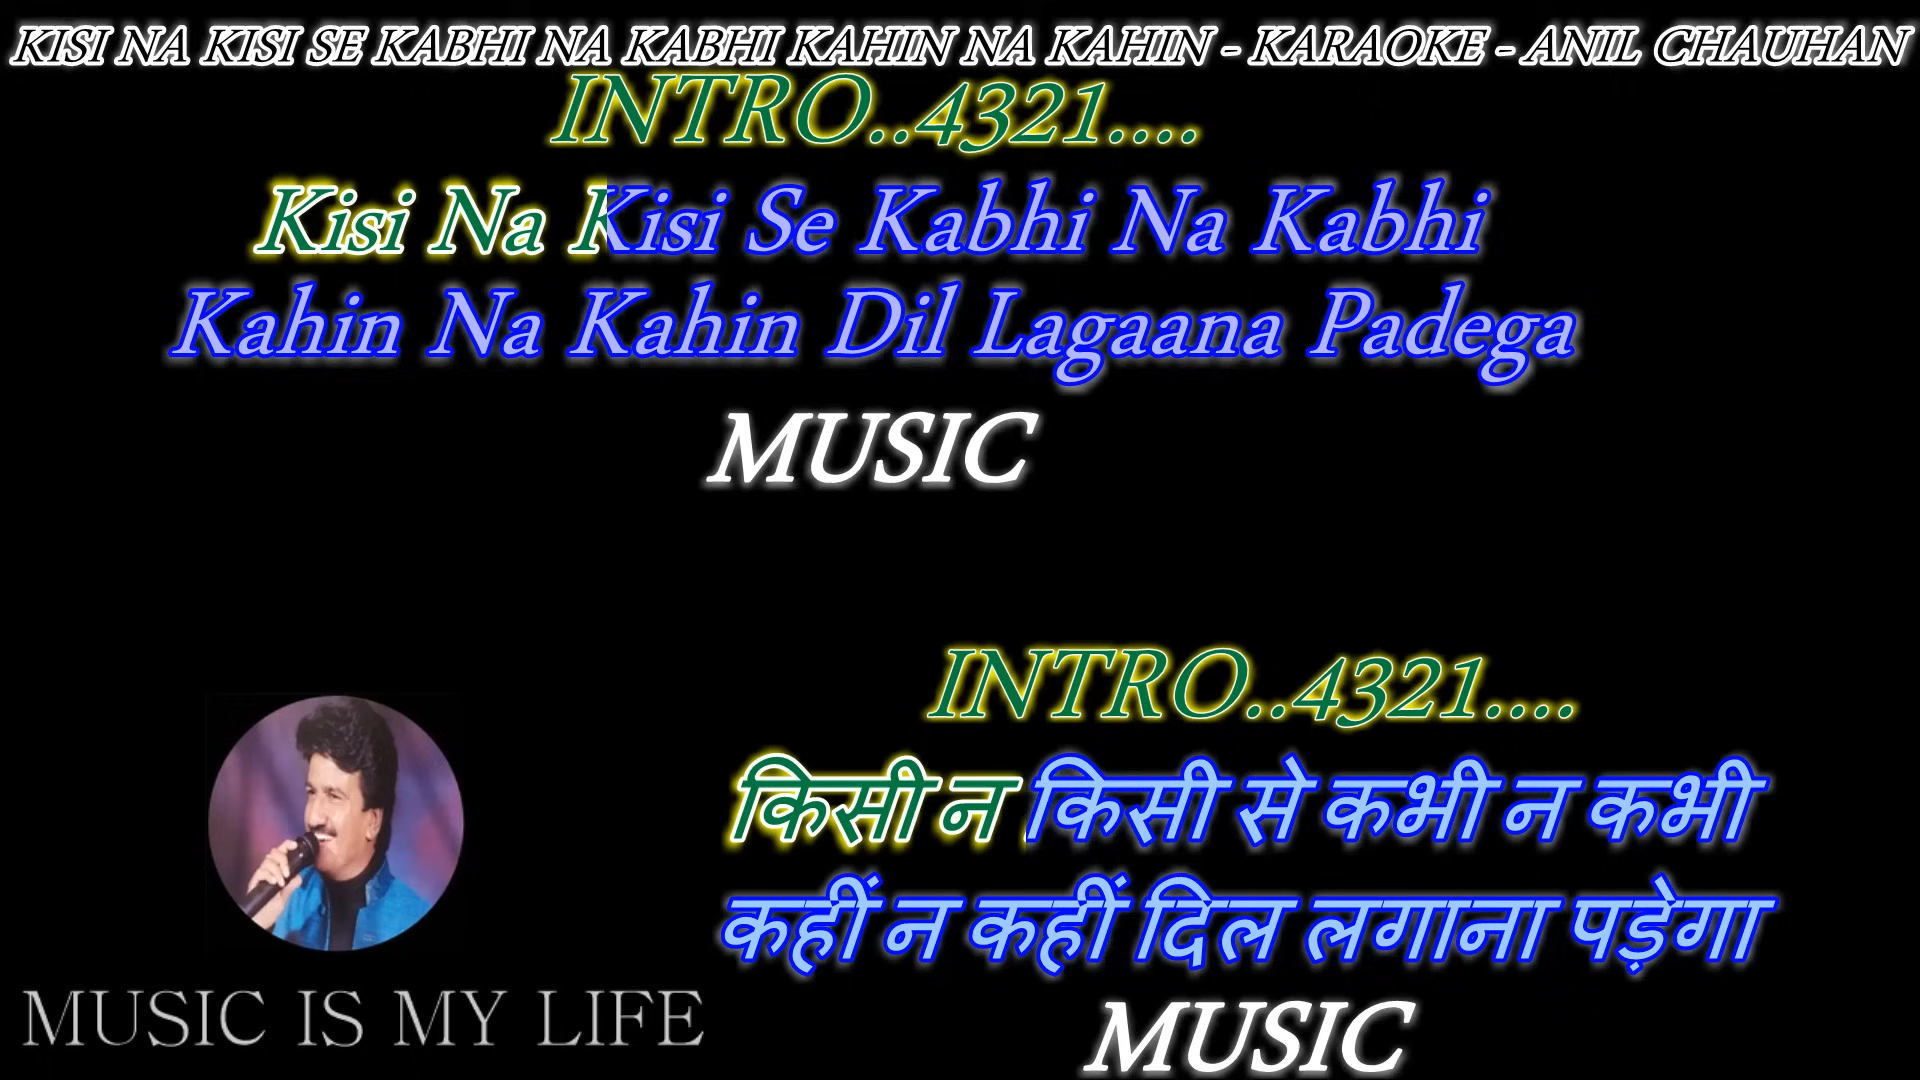 KISI NA KISI SE KABHI NA KABHI KAHIN NA KAHIN - KARAOKE - ANIL CHAUHAN
INTRO..4321....
Kisi Na Kisi Se Kabhi Na Kabhi
Kahin Na Kahin Dil Lagaana Padega
MUSIC
INTRO..4321....
किसी न किसी से कभी न कभी
कहीं न कहीं दिल लगाना पड़ेगा
MUSIC
MUSIC IS MY LIFE